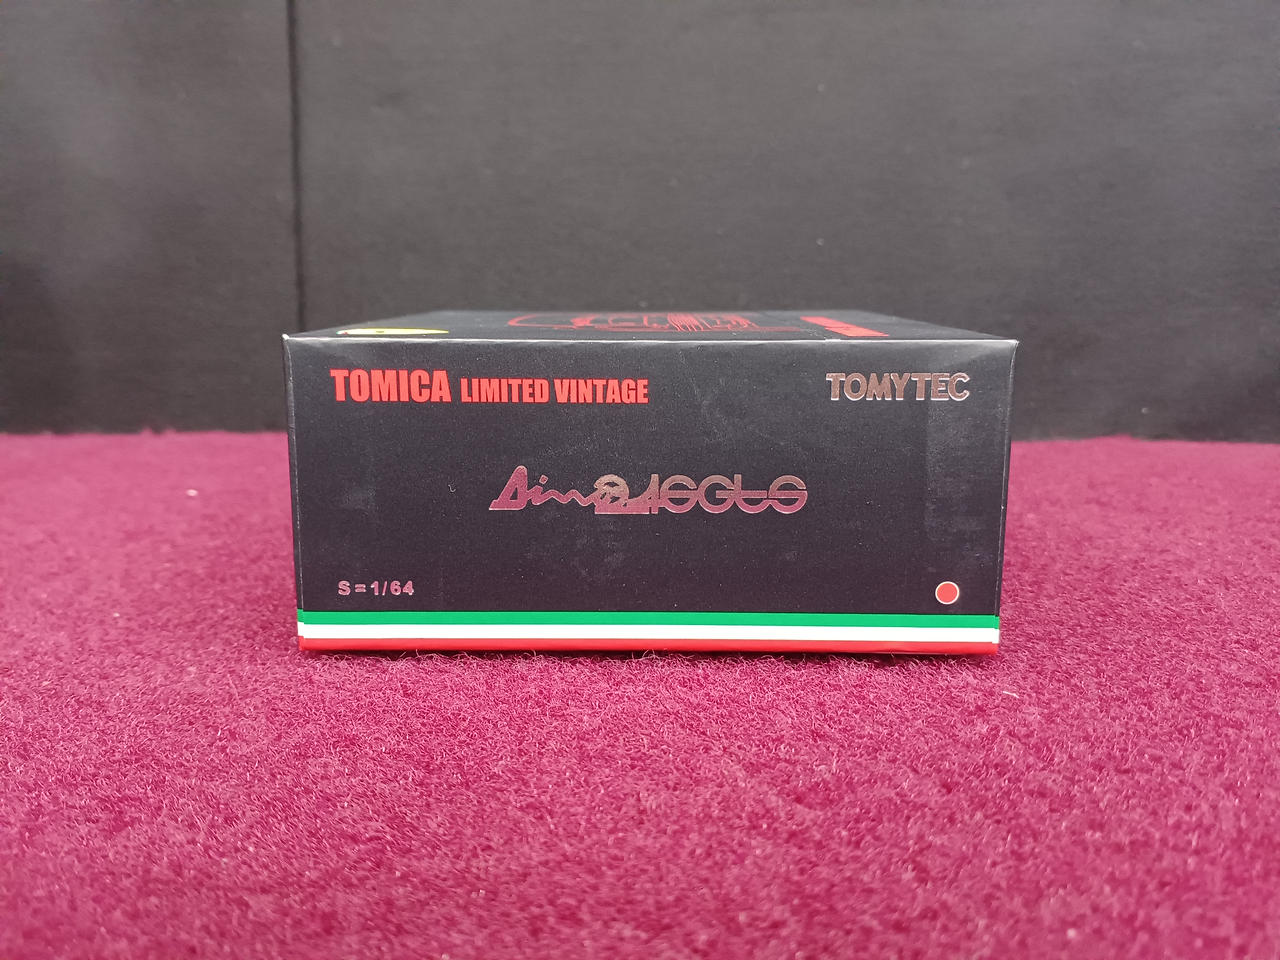 TOMICA LIMITED VINTAGE
TOMYTEC
Dino 246GTS
S=1/64